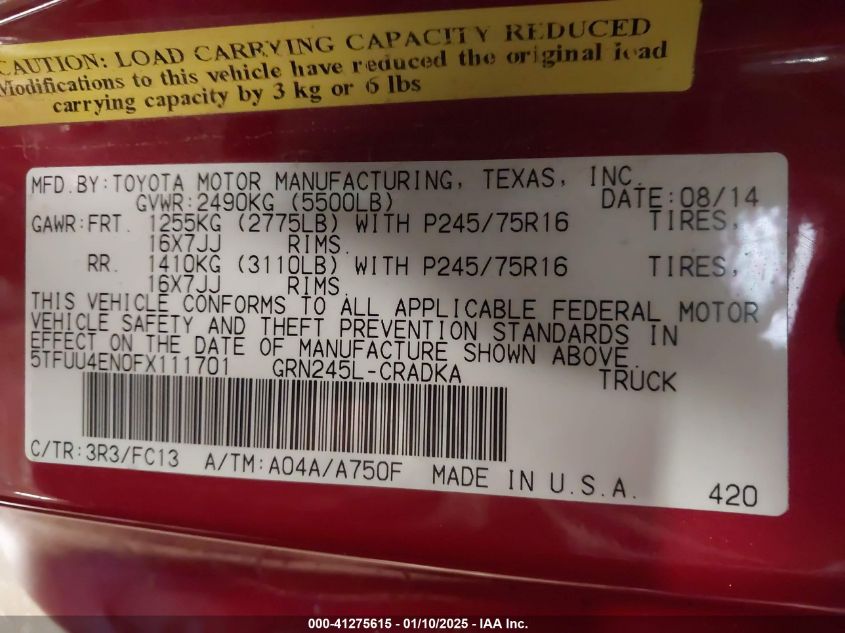 CAUTION: LOAD CARRYING CAPACITY REDUCED
Modifications to this vehicle have reduced the original load
carrying capacity by 3 kg or 6 lbs
MFD. BY: TOYOTA MOTOR MANUFACTURING, TEXAS, INC.
GVWR: 2490KG (5500LB) DATE: 08/14
GAWR: FRT. 1255KG (2775LB) WITH P245/75R16 TIRES,
16X7JJ RIMS.
RR. 1410KG (3110LB) WITH P245/75R16 TIRES,
16X7JJ RIMS.
THIS VEHICLE CONFORMS TO ALL APPLICABLE FEDERAL MOTOR
VEHICLE SAFETY AND THEFT PREVENTION STANDARDS IN
EFFECT ON THE DATE OF MANUFACTURE SHOWN ABOVE.
5TFUU4EN0FX111701 GRN245L-CRADKA TRUCK
C/TR: 3R3/FC13 A/TM: A04A/A750F MADE IN U.S.A.
420
000-41275615 - 01/10/2025 - IAA Inc.